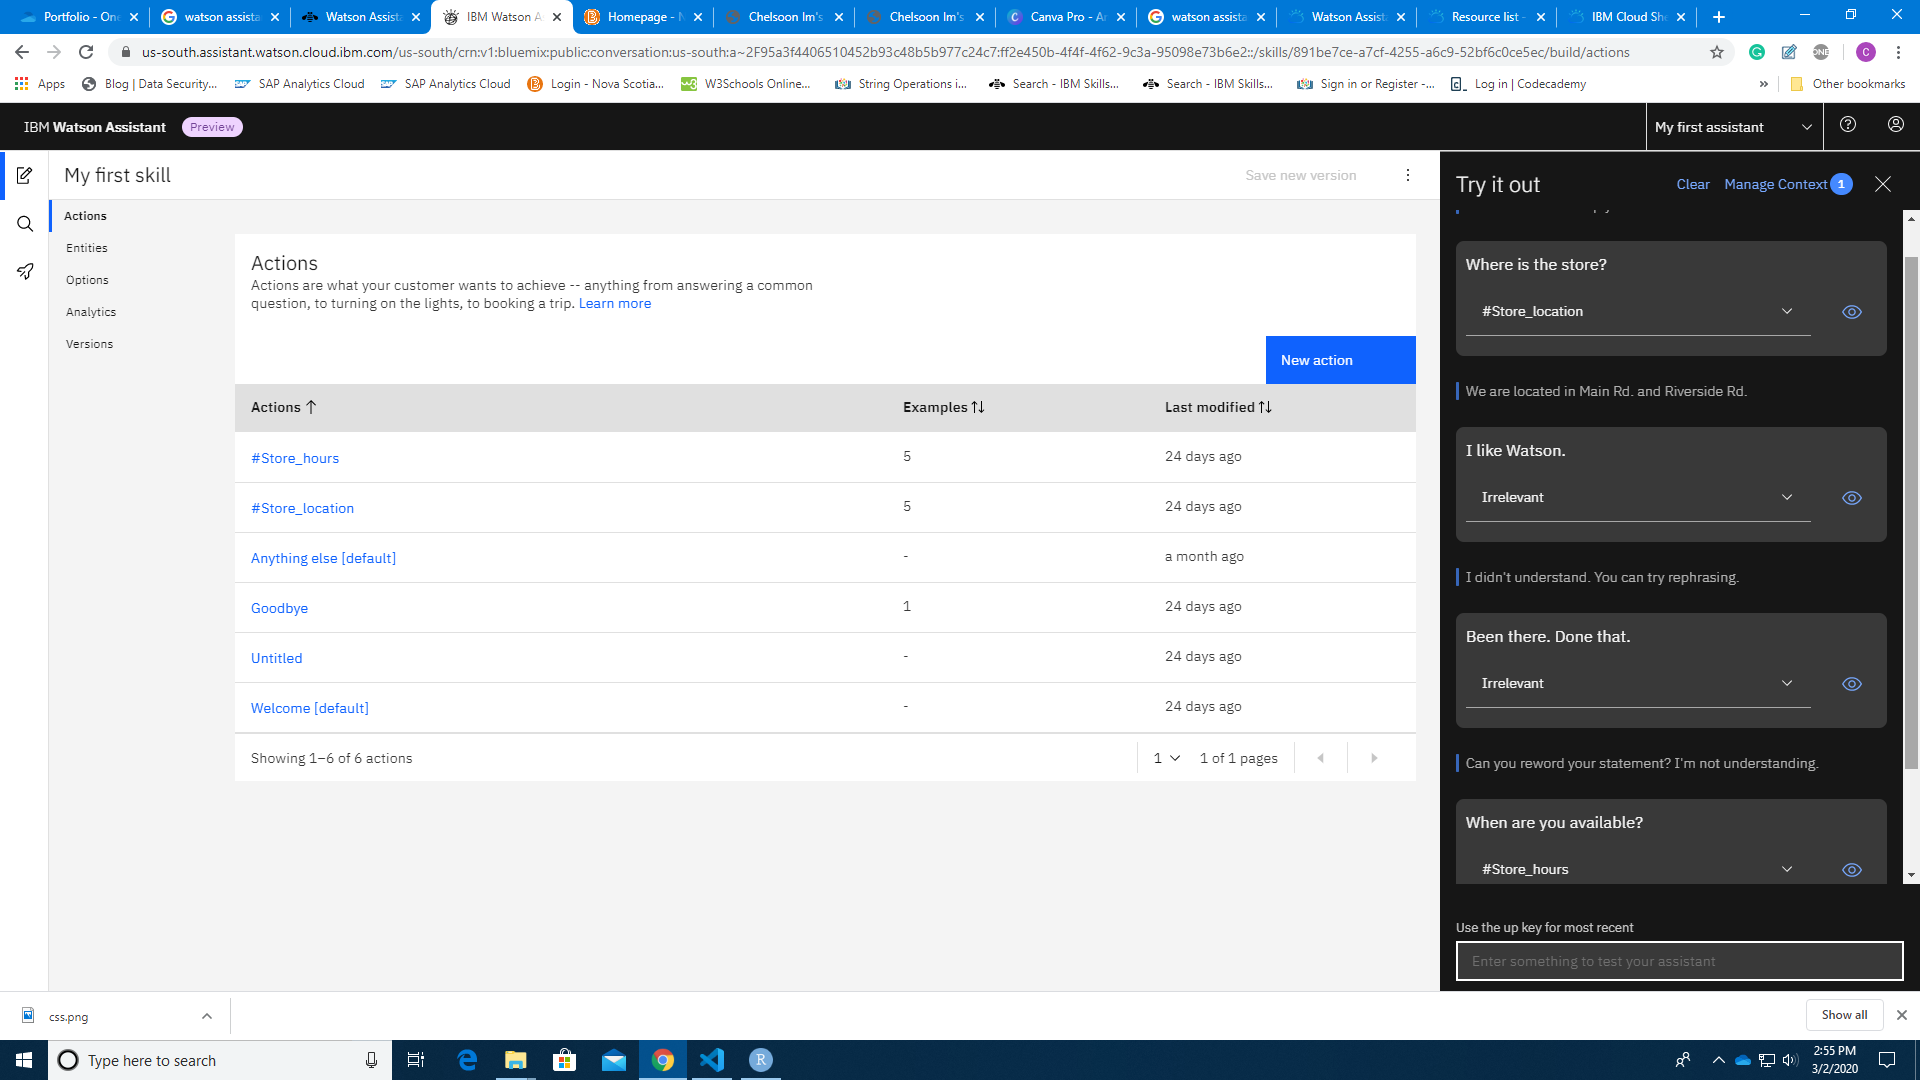 Portfolio - One
watson assista
Watson Assista
IBM Watson A
Homepage - N
Chelsoon Im's
Chelsoon Im's
Canva Pro - Ar
watson assista
Watson Assist
Resource list -
IBM Cloud She
us-south.assistant.watson.cloud.ibm.com/us-south/crn:v1:bluemix:public:conversation:us-south:a~2F95a3f4406510452b93c48b5b977c24c7:ff2e450b-4f4f-4f62-9c3a-95098e73b6e2::/skills/891be7ce-a7cf-4255-a6c9-52bf6c0ce5ec/build/actions
Apps
Blog | Data Security...
SAP Analytics Cloud
SAP Analytics Cloud
Login - Nova Scotia...
W3Schools Online...
String Operations i...
Search - IBM Skills...
Search - IBM Skills...
Sign in or Register -...
Log in | Codecademy
»
Other bookmarks
IBM Watson Assistant
Preview
My first assistant
My first skill
Save new version
Actions
Entities
Options
Analytics
Versions
Actions
Actions are what your customer wants to achieve -- anything from answering a common
question, to turning on the lights, to booking a trip. Learn more
New action
Actions Examples Last modified
#Store_hours 5 24 days ago
#Store_location 5 24 days ago
Anything else [default] - a month ago
Goodbye 1 24 days ago
Untitled - 24 days ago
Welcome [default] - 24 days ago
Showing 1–6 of 6 actions
1
1 of 1 pages
Try it out
Clear
Manage Context 1
Where is the store?
#Store_location
We are located in Main Rd. and Riverside Rd.
I like Watson.
Irrelevant
I didn't understand. You can try rephrasing.
Been there. Done that.
Irrelevant
Can you reword your statement? I'm not understanding.
When are you available?
#Store_hours
Use the up key for most recent
Enter something to test your assistant
css.png
Show all
Type here to search
2:55 PM
3/2/2020